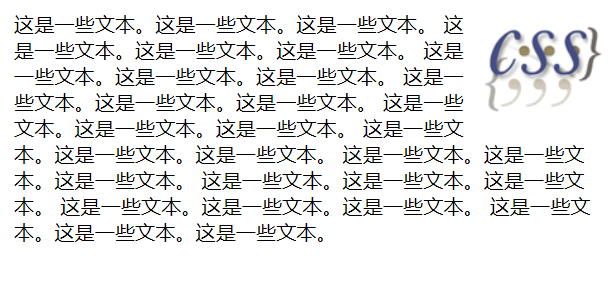 这是一些文本。这是一些文本。这是一些文本。 这
是一些文本。这是一些文本。这是一些文本。 这是
一些文本。这是一些文本。这是一些文本。 这是一
些文本。这是一些文本。这是一些文本。 这是一些
文本。这是一些文本。这是一些文本。 这是一些文
本。这是一些文本。这是一些文本。 这是一些文本。这是一些文
本。这是一些文本。 这是一些文本。这是一些文本。这是一些文
本。 这是一些文本。这是一些文本。这是一些文本。 这是一些文
本。这是一些文本。这是一些文本。
CSS}
{;;;